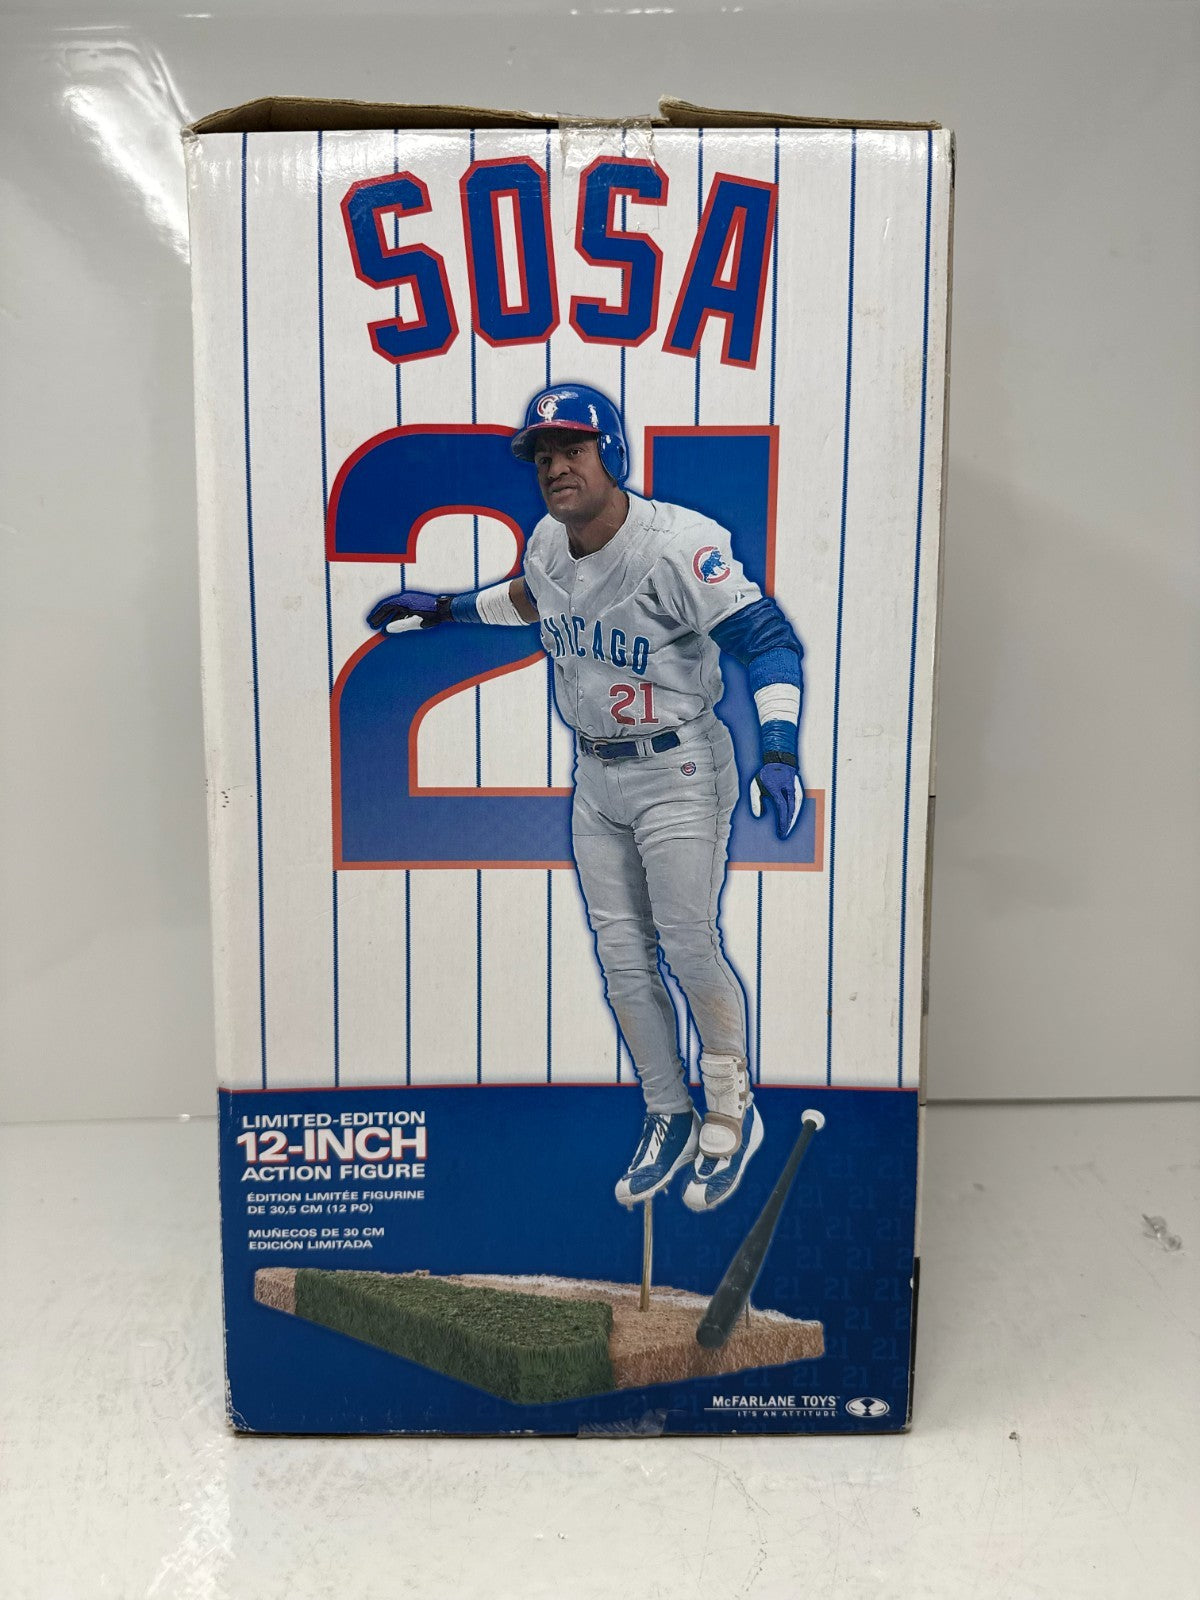 SOSA
21
C
CHICAGO
21
LIMITED-EDITION
12-INCH
ACTION FIGURE
ÉDITION LIMITÉE FIGURINE
DE 30,5 CM (12 PO)
MUÑECOS DE 30 CM
EDICIÓN LIMITADA
McFARLANE TOYS™
IT'S AN ATTITUDE